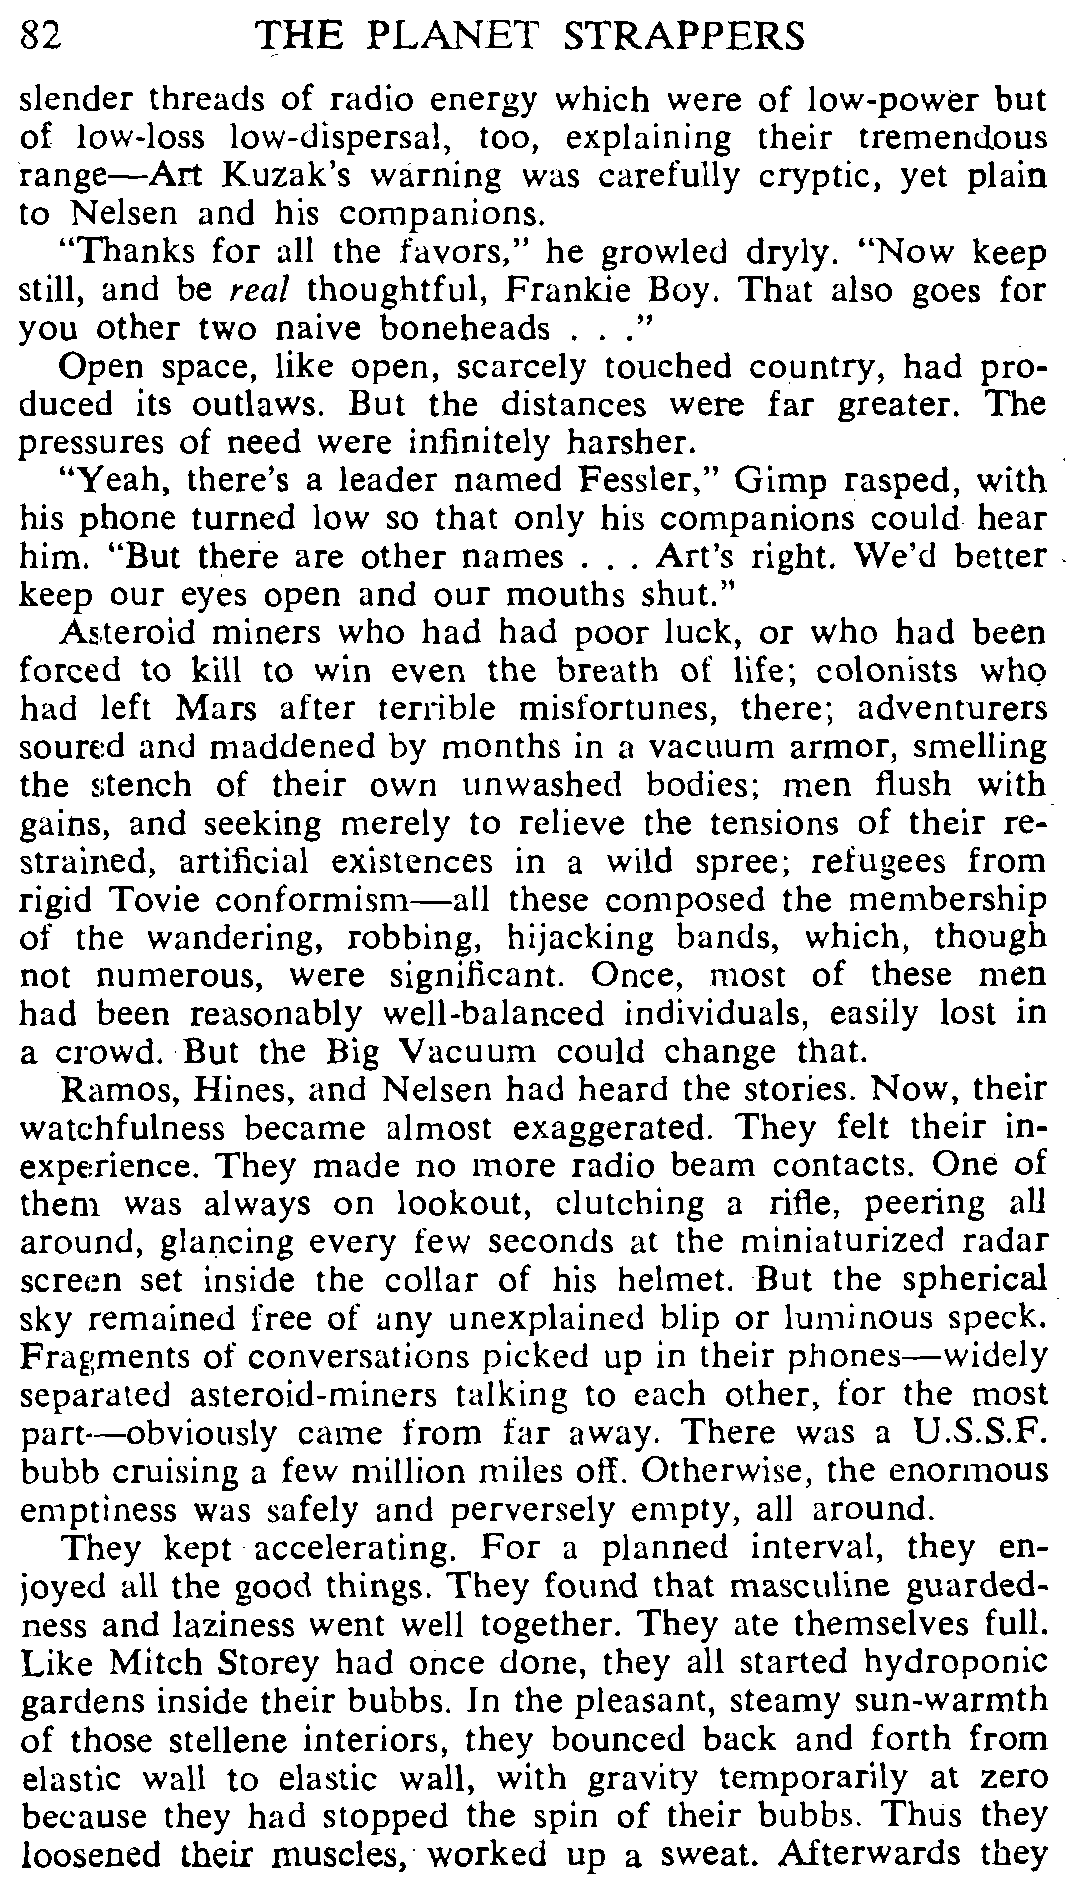 82 THE PLANET STRAPPERS
slender threads of radio energy which were of low-power but
of low-loss low-dispersal, too, explaining their tremendous
range—Art Kuzak's warning was carefully cryptic, yet plain
to Nelsen and his companions.
"Thanks for all the favors," he growled dryly. "Now keep
still, and be real thoughtful, Frankie Boy. That also goes for
you other two naive boneheads . . ."
Open space, like open, scarcely touched country, had pro-
duced its outlaws. But the distances were far greater. The
pressures of need were infinitely harsher.
"Yeah, there's a leader named Fessler," Gimp rasped, with
his phone turned low so that only his companions could hear
him. "But there are other names . . . Art's right. We'd better
keep our eyes open and our mouths shut."
Asteroid miners who had had poor luck, or who had been
forced to kill to win even the breath of life; colonists who
had left Mars after terrible misfortunes, there; adventurers
soured and maddened by months in a vacuum armor, smelling
the stench of their own unwashed bodies; men flush with
gains, and seeking merely to relieve the tensions of their re-
strained, artificial existences in a wild spree; refugees from
rigid Tovie conformism—all these composed the membership
of the wandering, robbing, hijacking bands, which, though
not numerous, were significant. Once, most of these men
had been reasonably well-balanced individuals, easily lost in
a crowd. But the Big Vacuum could change that.
Ramos, Hines, and Nelsen had heard the stories. Now, their
watchfulness became almost exaggerated. They felt their in-
experience. They made no more radio beam contacts. One of
them was always on lookout, clutching a rifle, peering all
around, glancing every few seconds at the miniaturized radar
screen set inside the collar of his helmet. But the spherical
sky remained free of any unexplained blip or luminous speck.
Fragments of conversations picked up in their phones—widely
separated asteroid-miners talking to each other, for the most
part—obviously came from far away. There was a U.S.S.F.
bubb cruising a few million miles off. Otherwise, the enormous
emptiness was safely and perversely empty, all around.
They kept accelerating. For a planned interval, they en-
joyed all the good things. They found that masculine guarded-
ness and laziness went well together. They ate themselves full.
Like Mitch Storey had once done, they all started hydroponic
gardens inside their bubbs. In the pleasant, steamy sun-warmth
of those stellene interiors, they bounced back and forth from
elastic wall to elastic wall, with gravity temporarily at zero
because they had stopped the spin of their bubbs. Thus they
loosened their muscles, worked up a sweat. Afterwards they